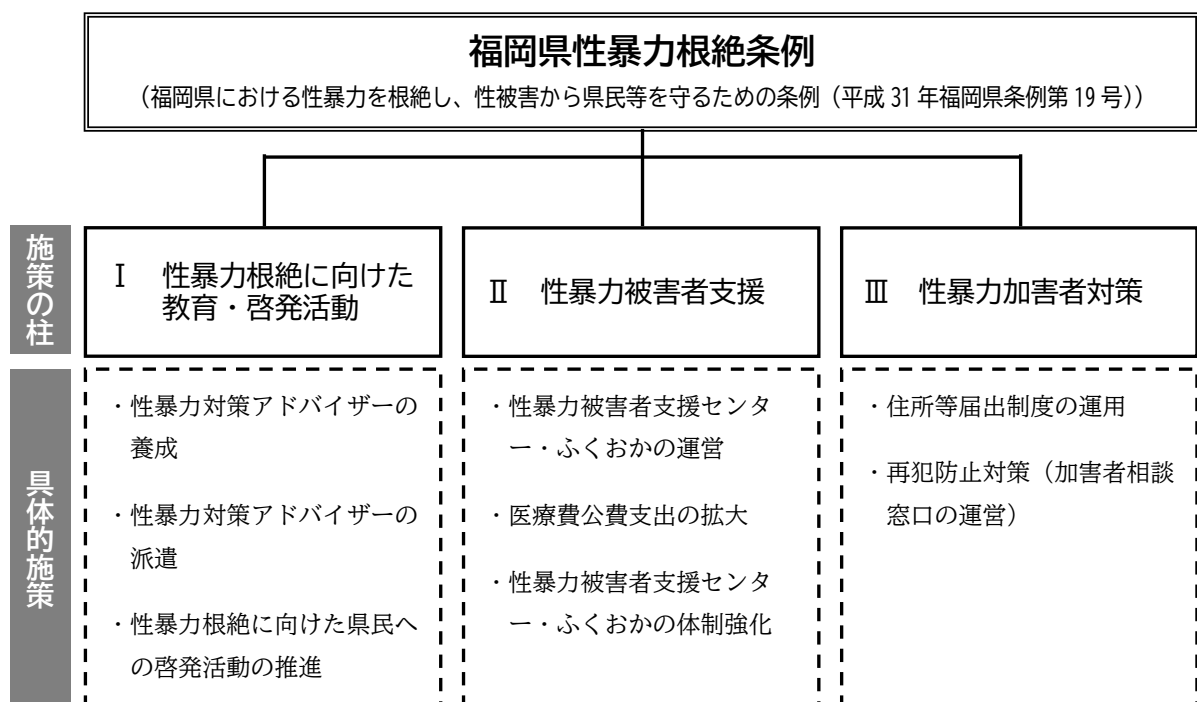 福岡県性暴力根絶条例
（福岡県における性暴力を根絶し、性被害から県民等を守るための条例（平成 31 年福岡県条例第 19 号））
施策の柱
Ⅰ 性暴力根絶に向けた
教育・啓発活動
Ⅱ 性暴力被害者支援
Ⅲ 性暴力加害者対策
具体的施策
・性暴力対策アドバイザーの
養成
・性暴力対策アドバイザーの
派遣
・性暴力根絶に向けた県民へ
の啓発活動の推進
・性暴力被害者支援センタ
ー・ふくおかの運営
・医療費公費支出の拡大
・性暴力被害者支援センタ
ー・ふくおかの体制強化
・住所等届出制度の運用
・再犯防止対策（加害者相談
窓口の運営）